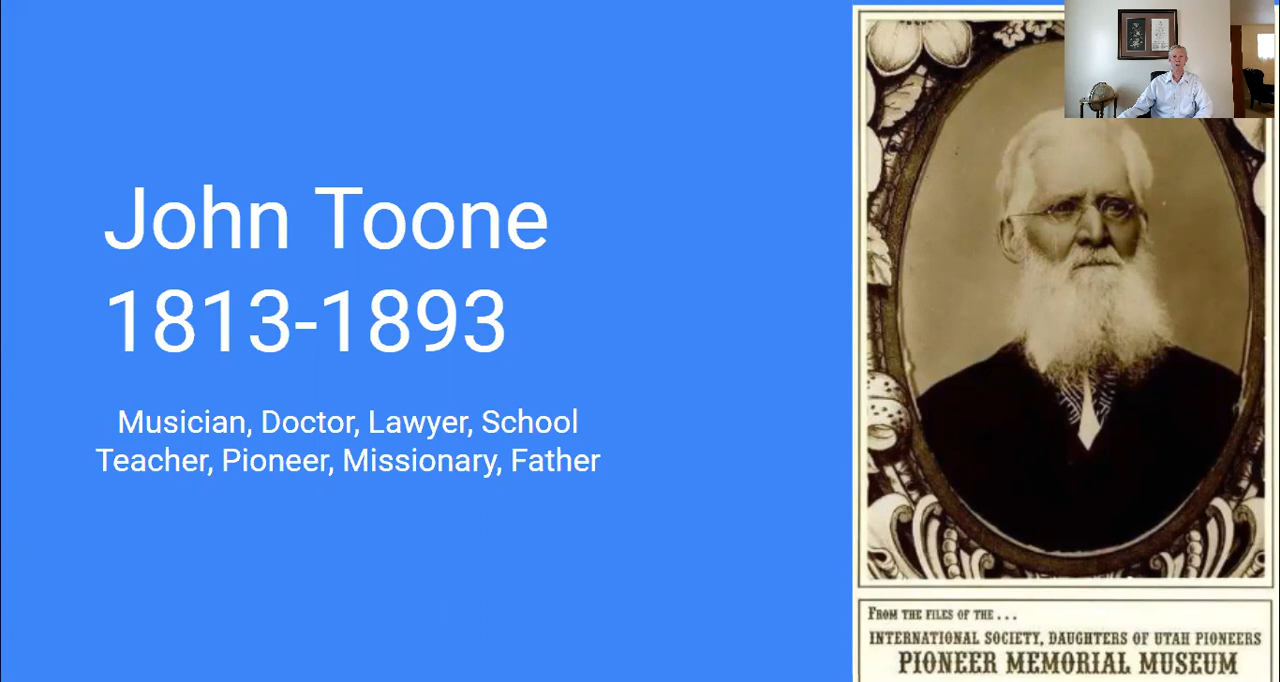 John Toone
1813-1893
Musician, Doctor, Lawyer, School
Teacher, Pioneer, Missionary, Father
FROM THE FILES OF THE...
INTERNATIONAL SOCIETY, DAUGHTERS OF UTAH PIONEERS
PIONEER MEMORIAL MUSEUM